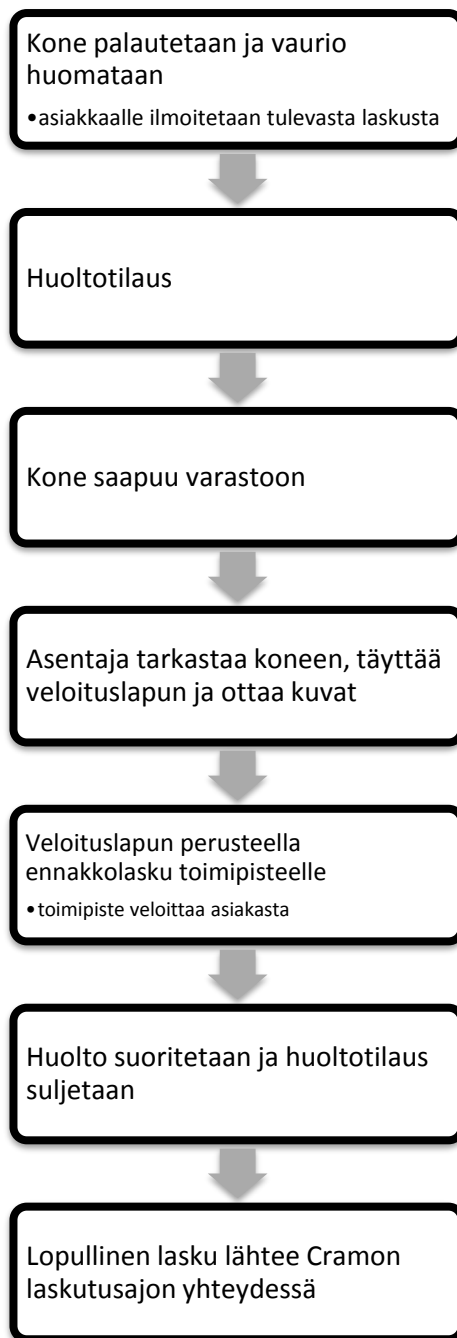 Kone palautetaan ja vaurio
huomataan
•asiakkaalle ilmoitetaan tulevasta laskusta
Huoltotilaus
Kone saapuu varastoon
Asentaja tarkastaa koneen, täyttää
veloituslapun ja ottaa kuvat
Veloituslapun perusteella
ennakkolasku toimipisteelle
•toimipiste veloittaa asiakasta
Huolto suoritetaan ja huoltotilaus
suljetaan
Lopullinen lasku lähtee Cramon
laskutusajon yhteydessä